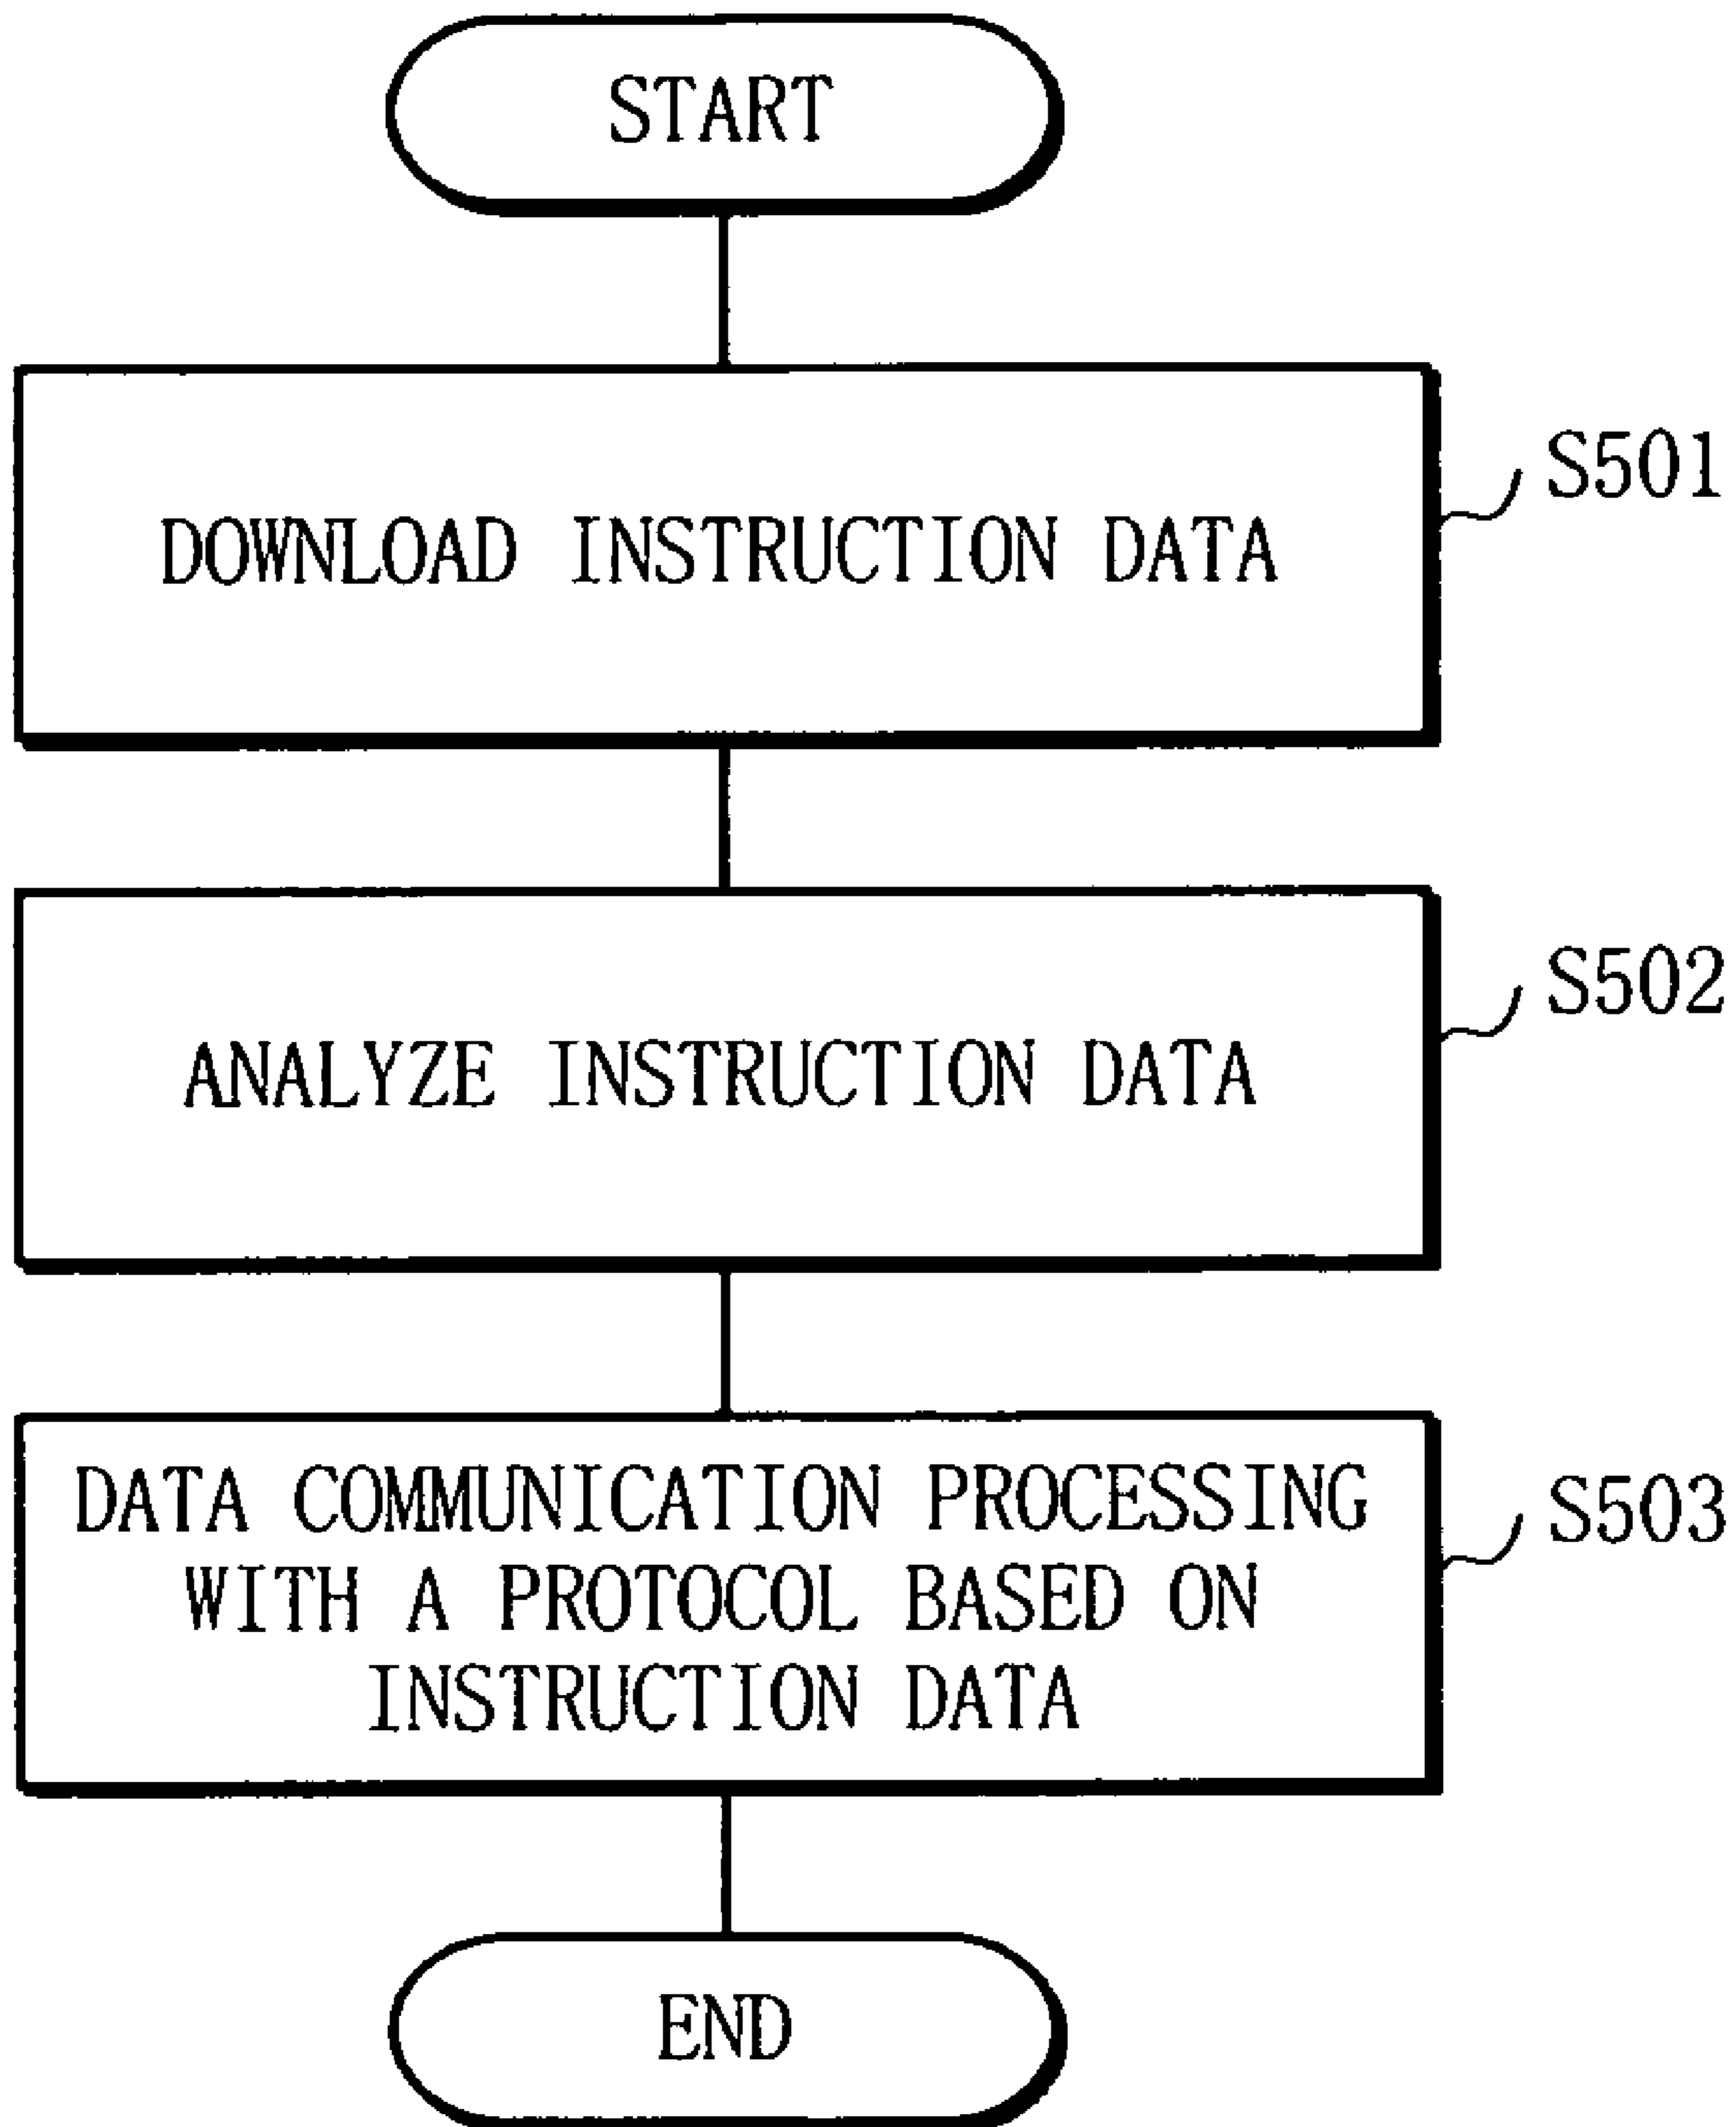 START
DOWNLOAD INSTRUCTION DATA
S501
ANALYZE INSTRUCTION DATA
S502
DATA COMMUNICATION PROCESSING
WITH A PROTOCOL BASED ON
INSTRUCTION DATA
S503
END